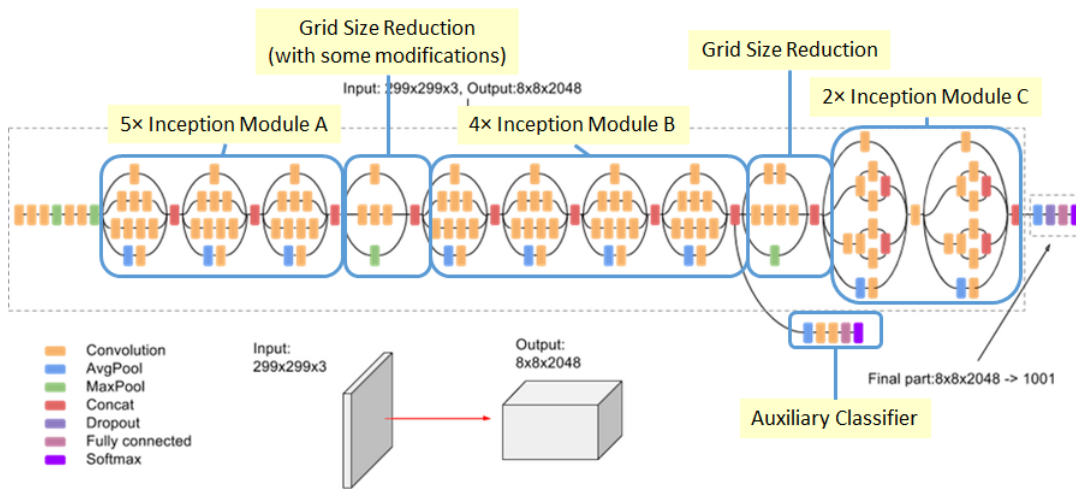 Grid Size Reduction
(with some modifications)
Grid Size Reduction
Input: 299x299x3, Output:8x8x2048
5× Inception Module A
4× Inception Module B
2× Inception Module C
Convolution
AvgPool
MaxPool
Concat
Dropout
Fully connected
Softmax
Input:
299x299x3
Output:
8x8x2048
Final part:8x8x2048 -> 1001
Auxiliary Classifier